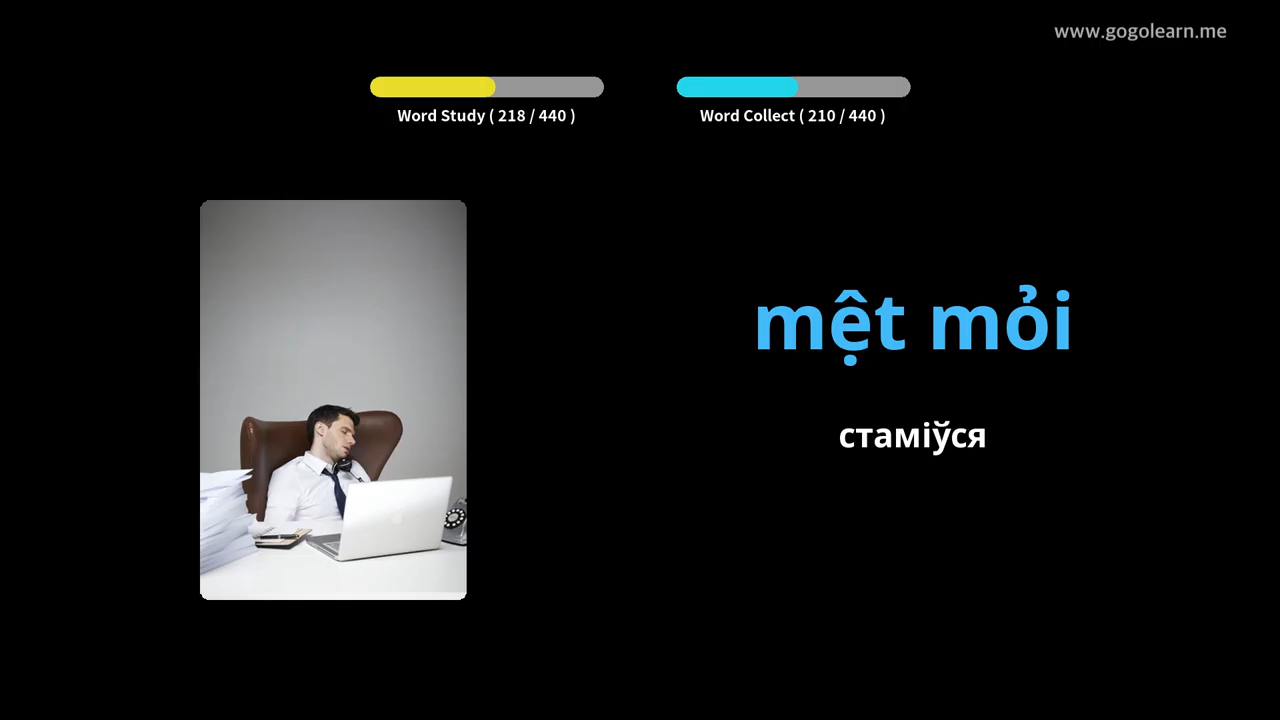 www.gogolearn.me
Word Study ( 218 / 440 )
Word Collect ( 210 / 440 )
mệt mỏi
стаміўся